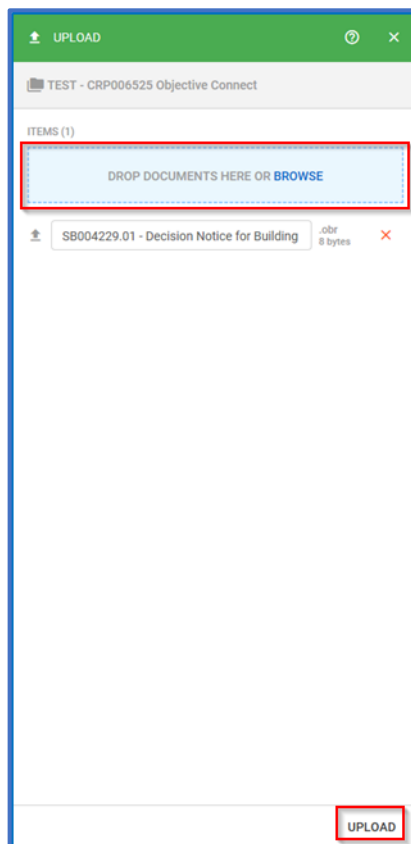 UPLOAD
TEST - CRP006525 Objective Connect
ITEMS (1)
DROP DOCUMENTS HERE OR BROWSE
SB004229.01 - Decision Notice for Building
.obr
8 bytes
UPLOAD